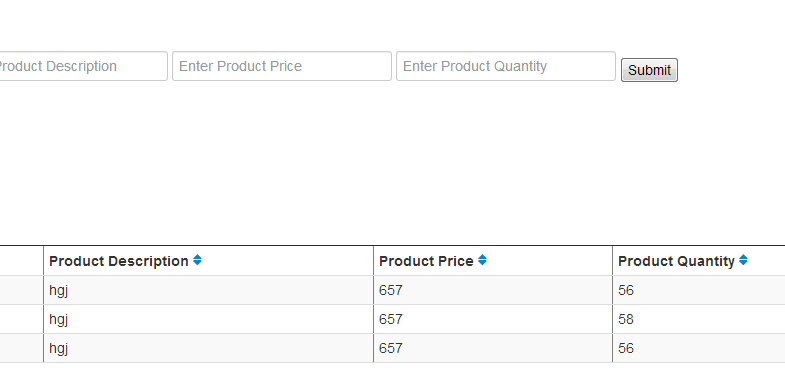 Product Description Enter Product Price Enter Product Quantity Submit
Product Description Product Price Product Quantity
hgj 657 56
hgj 657 58
hgj 657 56